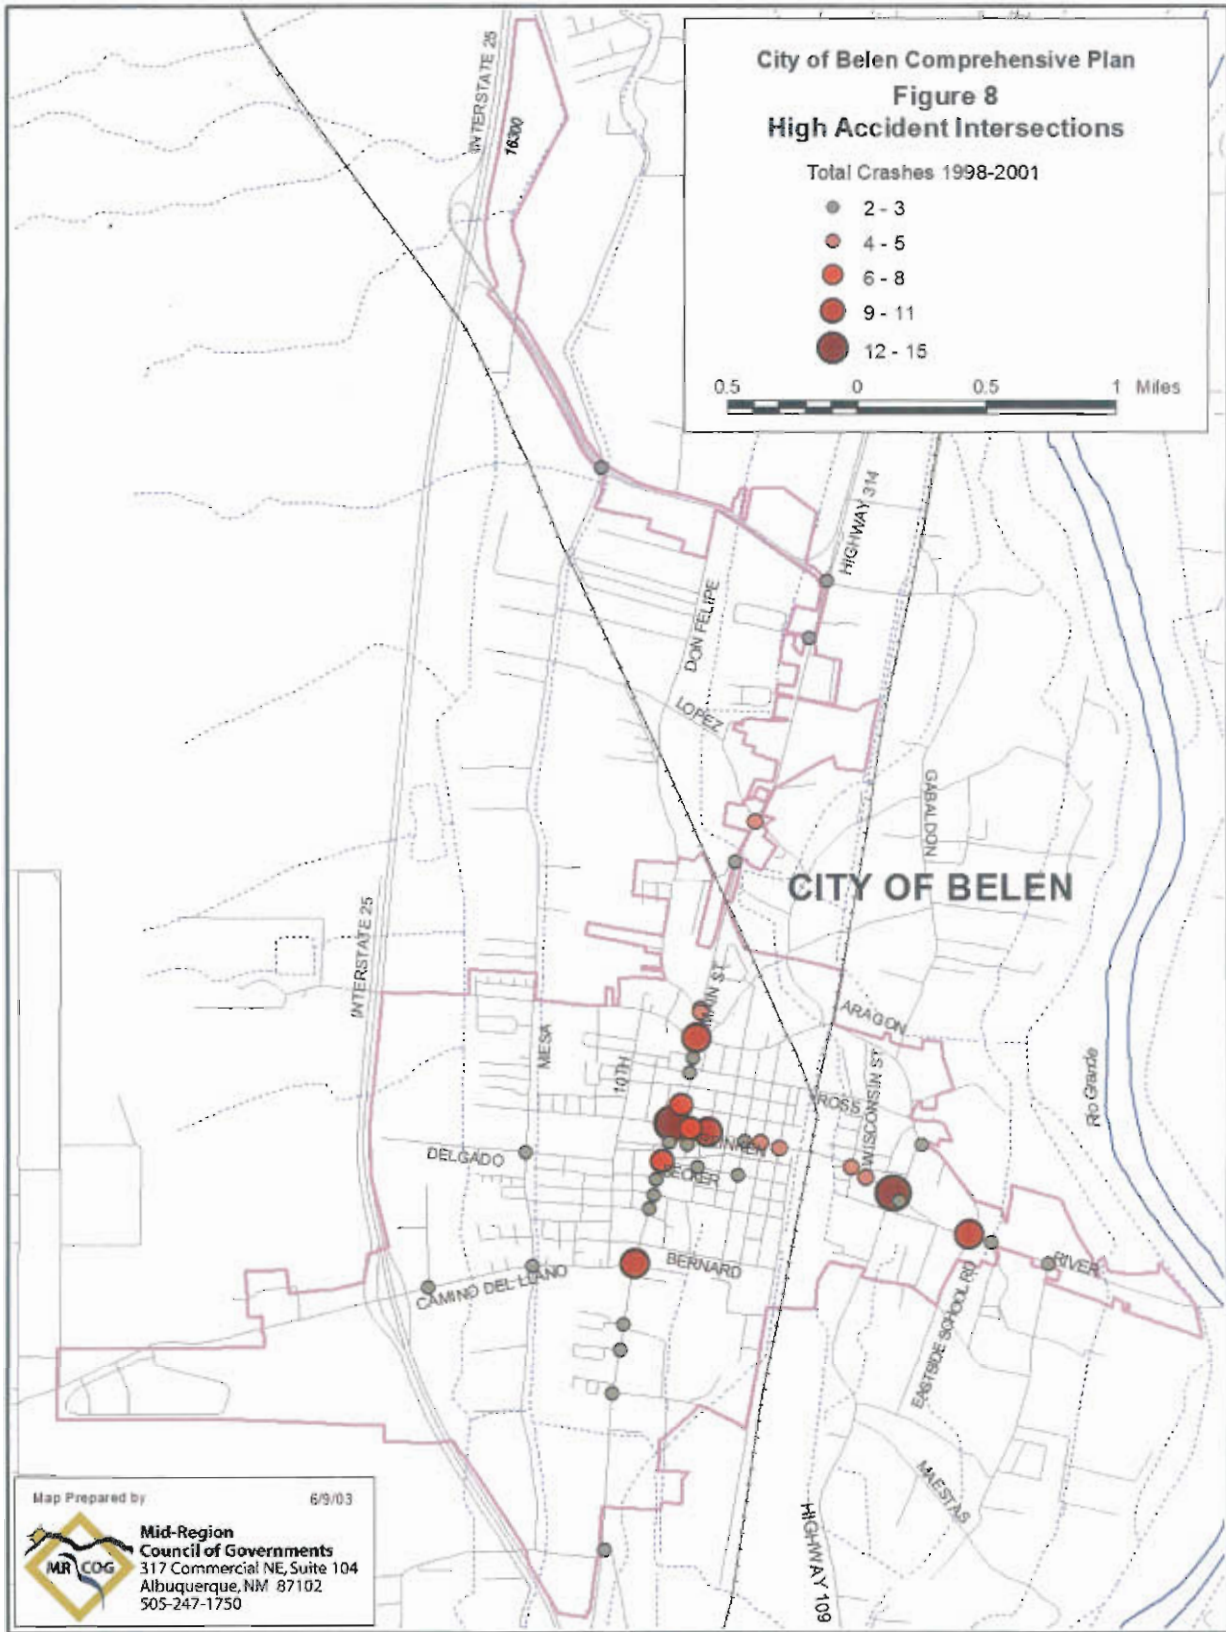 City of Belen Comprehensive Plan
Figure 8
High Accident Intersections
Total Crashes 1998-2001
2 - 3
4 - 5
6 - 8
9 - 11
12 - 15
0.5 0 0.5 1 Miles
INTERSTATE 25
16300
HIGHWAY 314
DON FELIPE
LOPEZ
GABALDON
CITY OF BELEN
INTERSTATE 25
MAIN ST
ARAGON
MESA
10TH
WISCONSIN ST
Rio Grande
ROSS
DELGADO
BECKER
BERNARD
RIVER
CAMINO DEL LLANO
EASTSIDE SCHOOL RD
MAESTAS
HIGHWAY 109
Map Prepared by 6/9/03
MR COG
Mid-Region
Council of Governments
317 Commercial NE, Suite 104
Albuquerque, NM 87102
505-247-1750